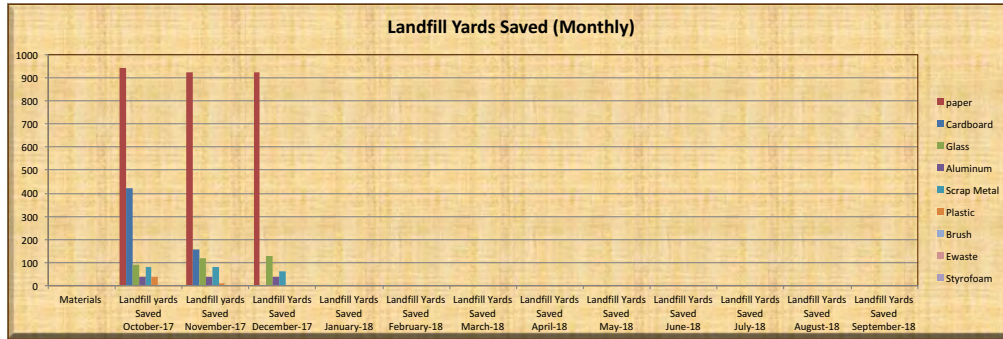 Landfill Yards Saved (Monthly)
1000
900
800
700
600
500
400
300
200
100
0
Materials
Landfill yards
Saved
October-17
Landfill yards
Saved
November-17
Landfill Yards
Saved
December-17
Landfill Yards
Saved
January-18
Landfill Yards
Saved
February-18
Landfill Yards
Saved
March-18
Landfill Yards
Saved
April-18
Landfill Yards
Saved
May-18
Landfill Yards
Saved
June-18
Landfill Yards
Saved
July-18
Landfill Yards
Saved
August-18
Landfill Yards
Saved
September-18
paper
Cardboard
Glass
Aluminum
Scrap Metal
Plastic
Brush
Ewaste
Styrofoam